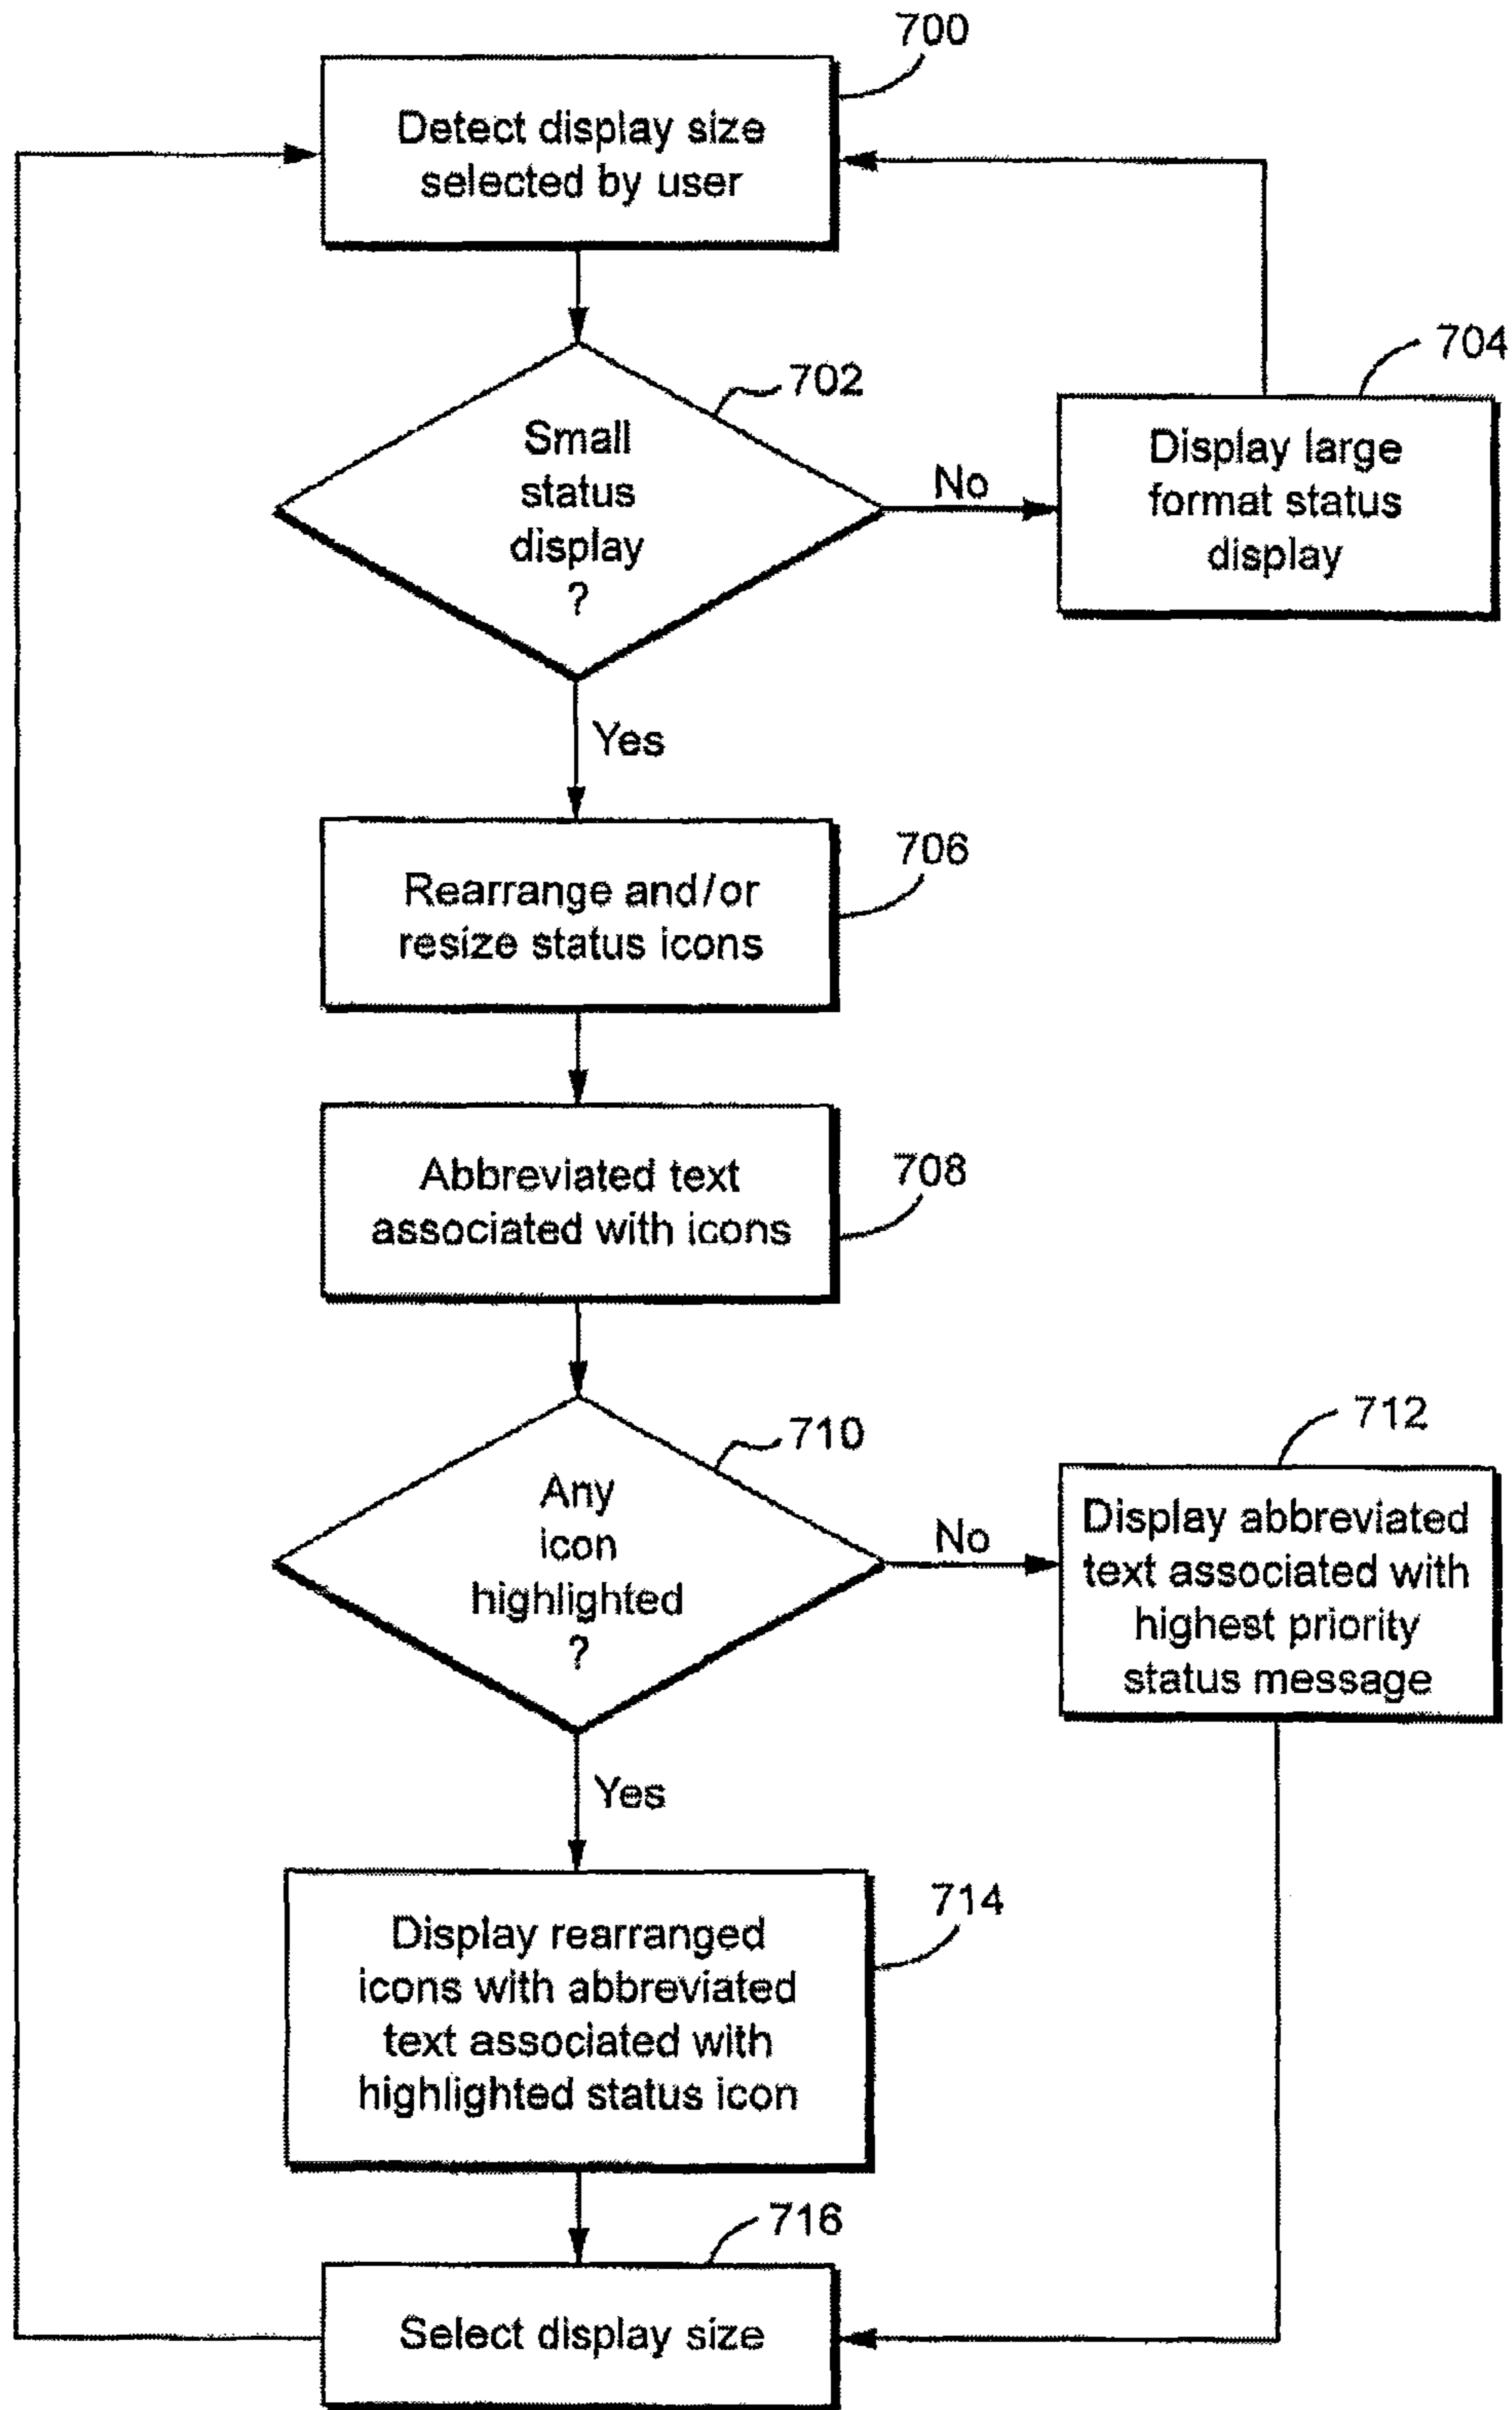 700
Detect display size
selected by user
702
Small
status
display
?
No
704
Display large
format status
display
Yes
706
Rearrange and/or
resize status icons
708
Abbreviated text
associated with icons
710
Any
icon
highlighted
?
No
712
Display abbreviated
text associated with
highest priority
status message
Yes
714
Display rearranged
icons with abbreviated
text associated with
highlighted status icon
716
Select display size